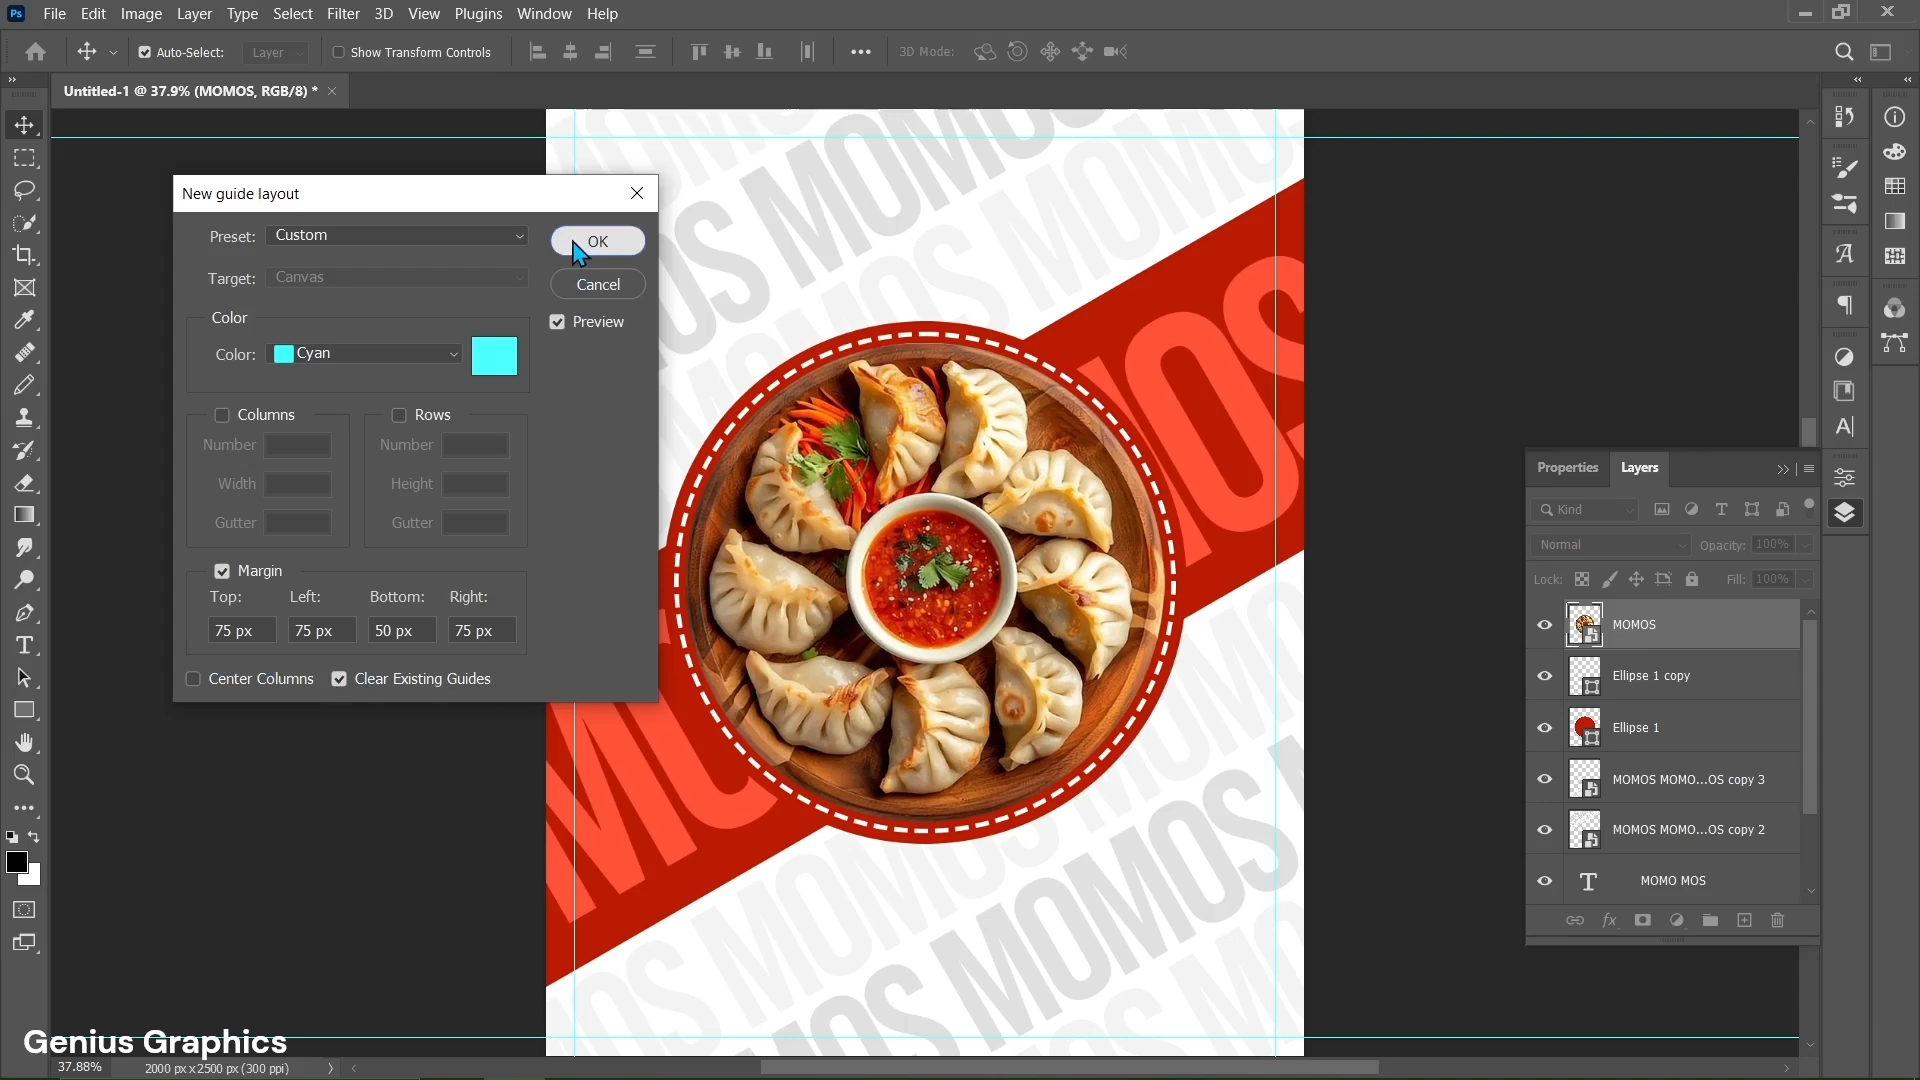 Ps File Edit Image Layer Type Select Filter 3D View Plugins Window Help
Auto-Select: Layer Show Transform Controls 3D Mode:
Untitled-1 @ 37.9% (MOMOS, RGB/8) *
New guide layout
Preset: Custom
OK
Target: Canvas
Cancel
Color
Preview
Color: Cyan
Columns
Rows
Number
Number
Width
Height
Gutter
Gutter
Margin
Top: Left: Bottom: Right:
75 px 75 px 50 px 75 px
Center Columns Clear Existing Guides
MOMOS
MOMOS
MOMOS
MOMOS
Properties Layers
Kind
Normal Opacity: 100%
Lock: Fill: 100%
MOMOS
Ellipse 1 copy
Ellipse 1
MOMOS MOMO...OS copy 3
MOMOS MOMO...OS copy 2
T MOMO MOS
fx
Genius Graphics
37.88% 2000 px x 2500 px (300 ppi)